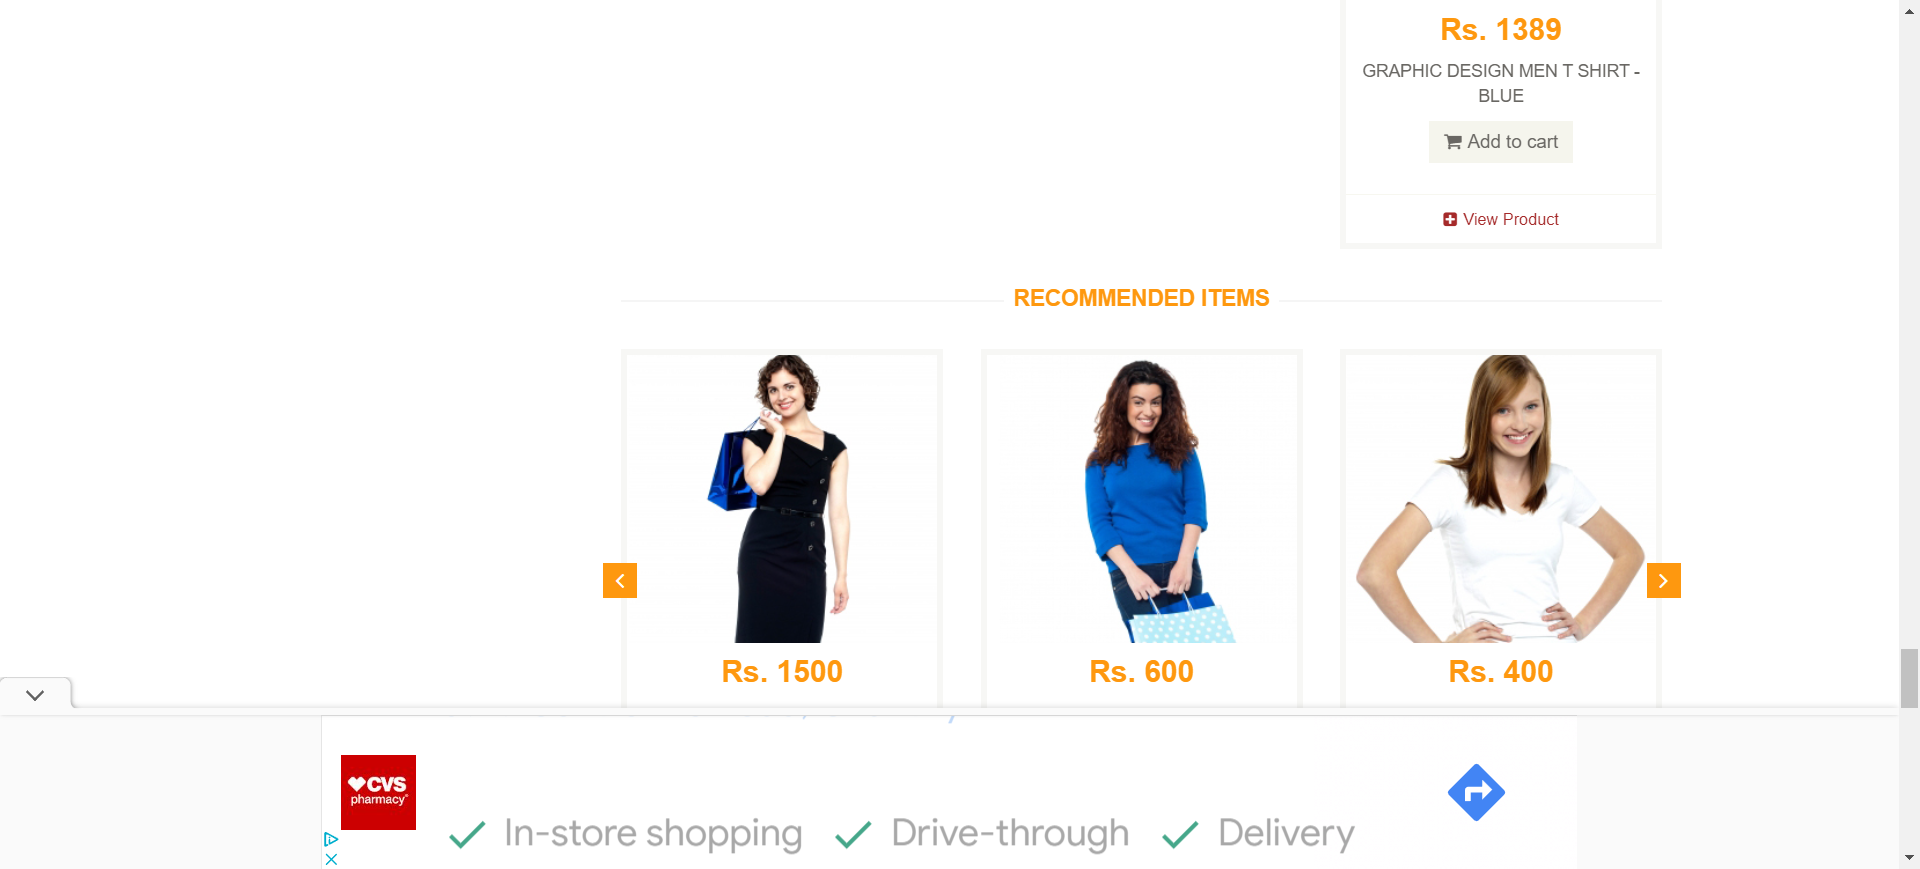 Rs. 1389
GRAPHIC DESIGN MEN T SHIRT -
BLUE
Add to cart
View Product
RECOMMENDED ITEMS
Rs. 1500
Rs. 600
Rs. 400
CVS
pharmacy
In-store shopping
Drive-through
Delivery